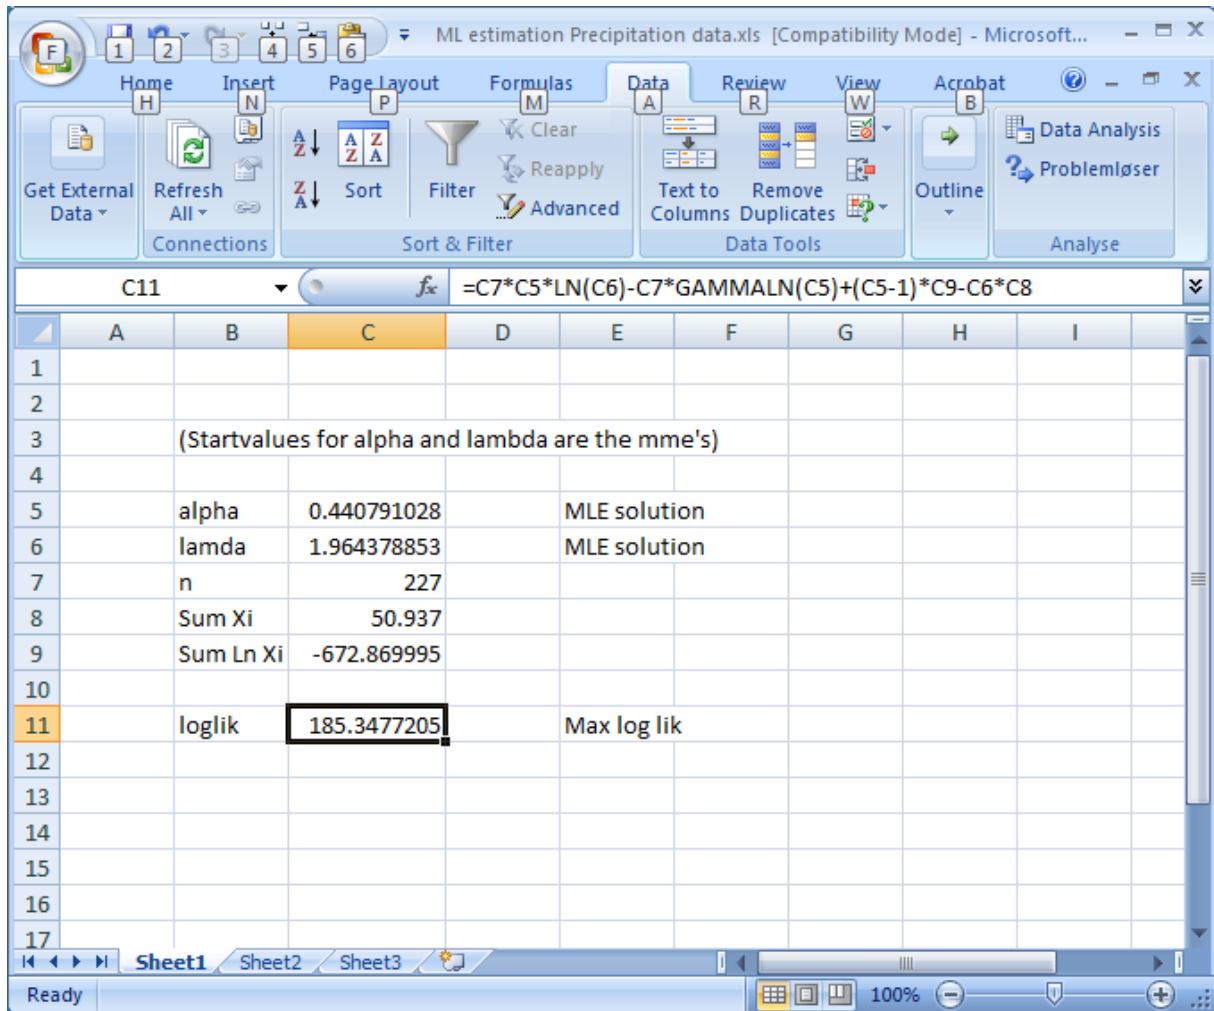 ML estimation Precipitation data.xls [Compatibility Mode] - Microsoft...
F 1 2 3 4 5 6
Home Insert Page Layout Formulas Data Review View Acrobat
H N P M A R W B
Get External Data
Refresh All
Connections
Sort
Filter
Clear
Reapply
Advanced
Sort & Filter
Text to Columns
Remove Duplicates
Data Tools
Outline
Data Analysis
Problemløser
Analyse
C11 fx =C7*C5*LN(C6)-C7*GAMMALN(C5)+(C5-1)*C9-C6*C8
A B C D E F G H I
1
2
3 (Startvalues for alpha and lambda are the mme's)
4
5 alpha 0.440791028 MLE solution
6 lamda 1.964378853 MLE solution
7 n 227
8 Sum Xi 50.937
9 Sum Ln Xi -672.869995
10
11 loglik 185.3477205 Max log lik
12
13
14
15
16
17
Sheet1 Sheet2 Sheet3
Ready 100%